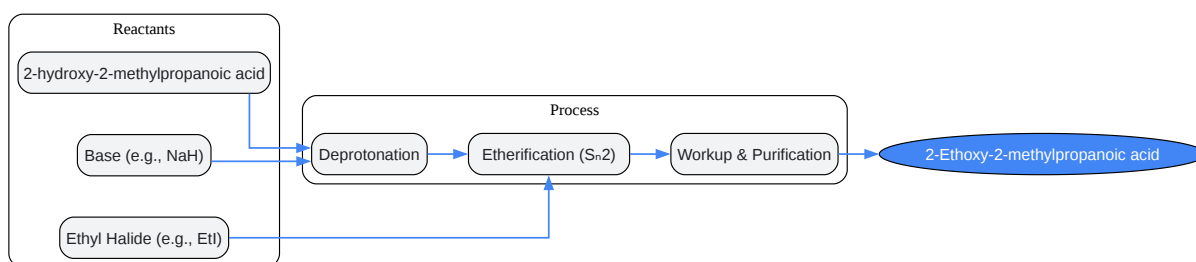 Reactants
2-hydroxy-2-methylpropanoic acid
Base (e.g., NaH)
Ethyl Halide (e.g., EtI)
Process
Deprotonation
Etherification (Sₙ2)
Workup & Purification
2-Ethoxy-2-methylpropanoic acid